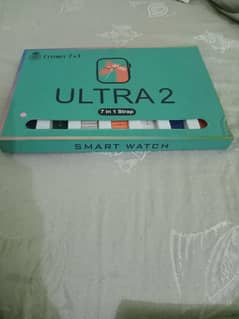 ULTRA 2
7 in 1 Strap
SMART WATCH